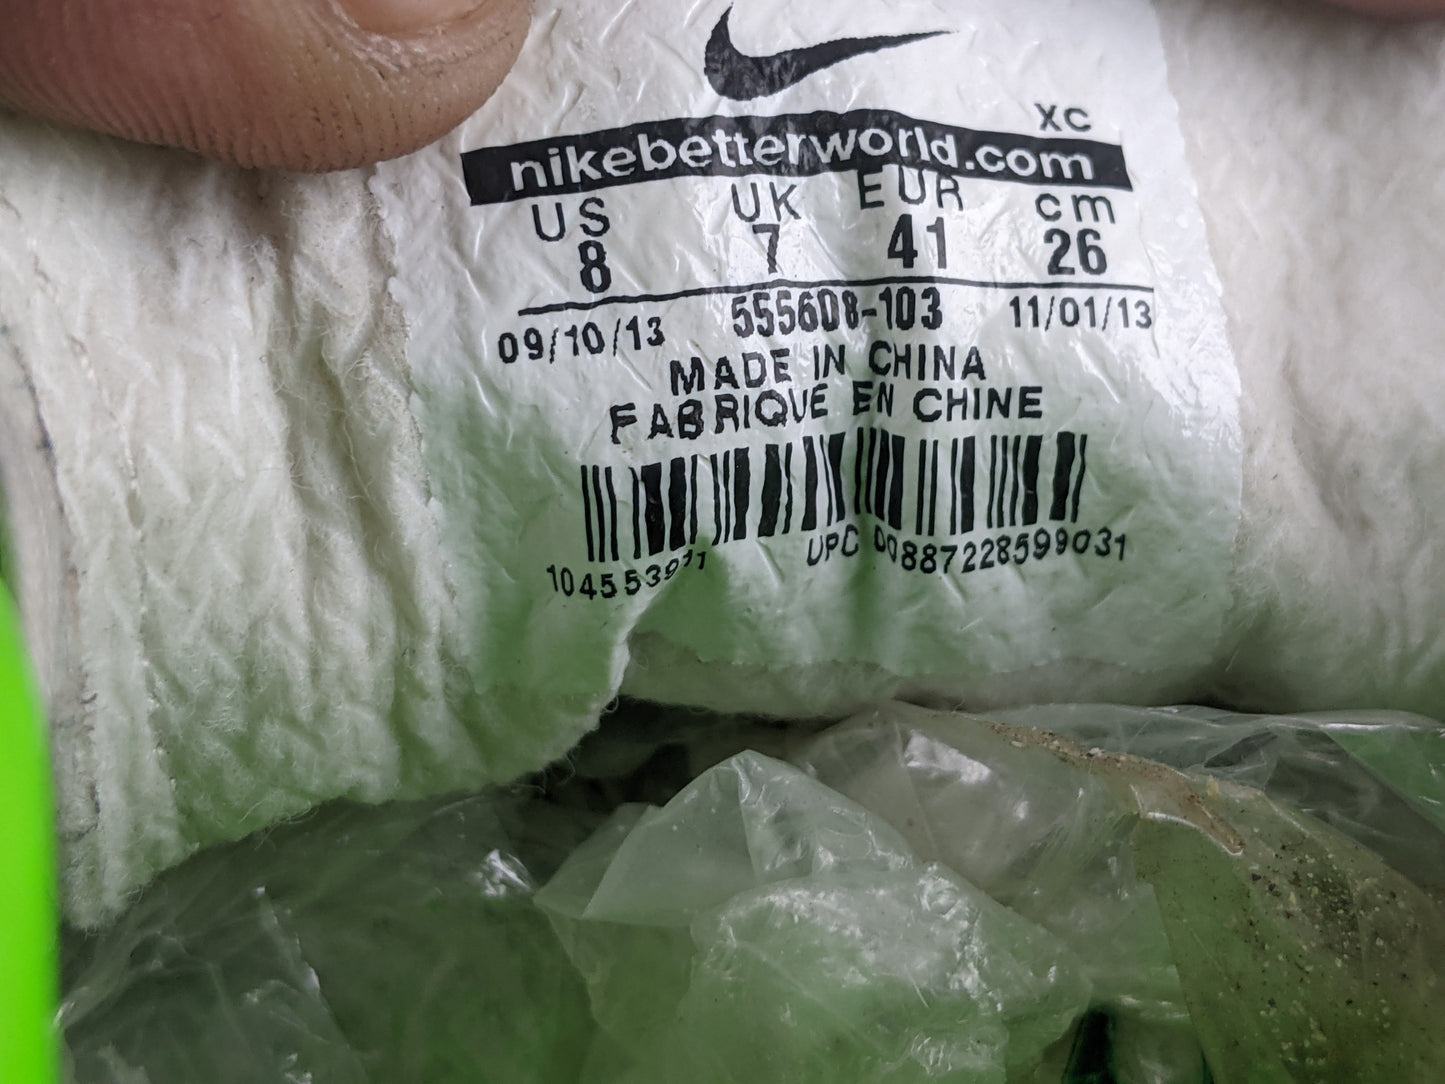 XC
nikebetterworld.com
US UK EUR cm
8 7 41 26
09/10/13 555608-103 11/01/13
MADE IN CHINA
FABRIQUE EN CHINE
UPC 00887228599031